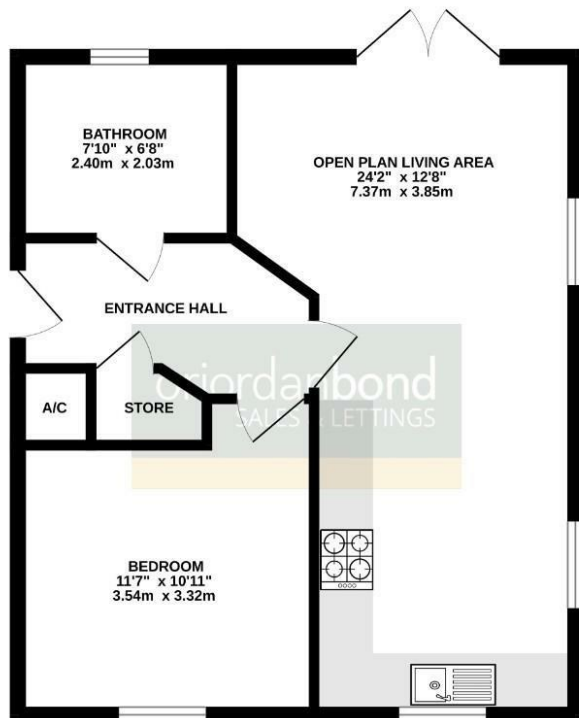 BATHROOM
7'10" x 6'8"
2.40m x 2.03m
OPEN PLAN LIVING AREA
24'2" x 12'8"
7.37m x 3.85m
ENTRANCE HALL
oriordanbond
SALES & LETTINGS
A/C
STORE
BEDROOM
11'7" x 10'11"
3.54m x 3.32m